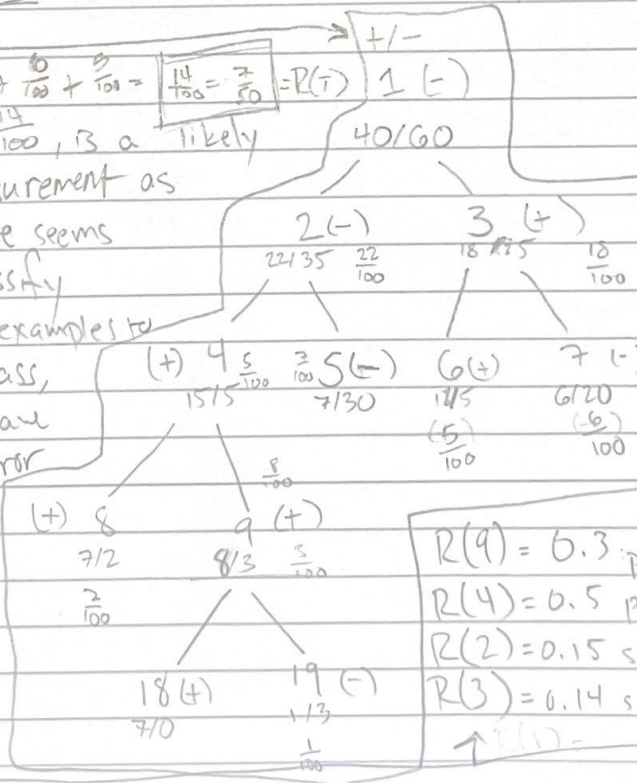 +/-
+ 6/100 + 5/100 = 14/100 = 7/50 = R(T) 1 (-)
14/100, is a likely 40/60
urement as
e seems 2(-) 3 (+)
22/35 22/100 18/25 18/100
ssify
examples to
ass, (+) 4 5/100 7/100 5(-) 6(+) 7 (-
15/5 7/30 6/20
ave (5)/100 (6)/100
ror
8/100
(+) 8 9 (+)
7/2 8/3 3/100
2/100
R(9) = 0.3
R(4) = 0.5
R(2) = 0.15 s
R(3) = 0.14 s
18(+) 19 (-)
7/0 1/3
1/100
↑